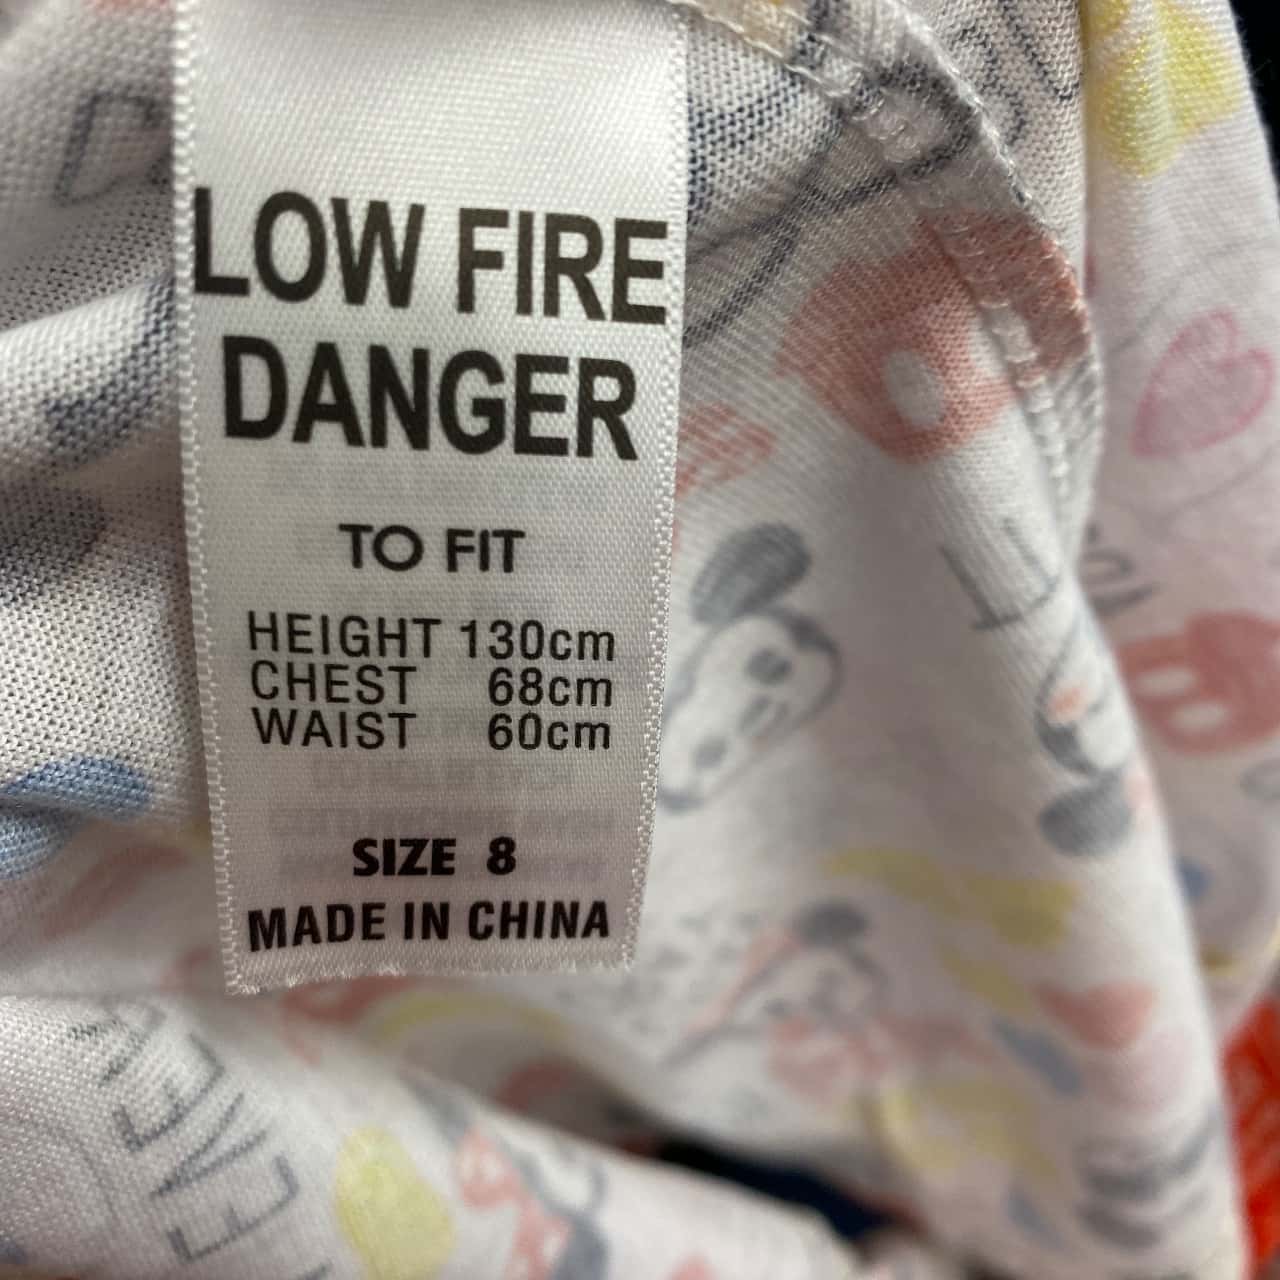 LOW FIRE
DANGER
TO FIT
HEIGHT 130cm
CHEST 68cm
WAIST 60cm
SIZE 8
MADE IN CHINA